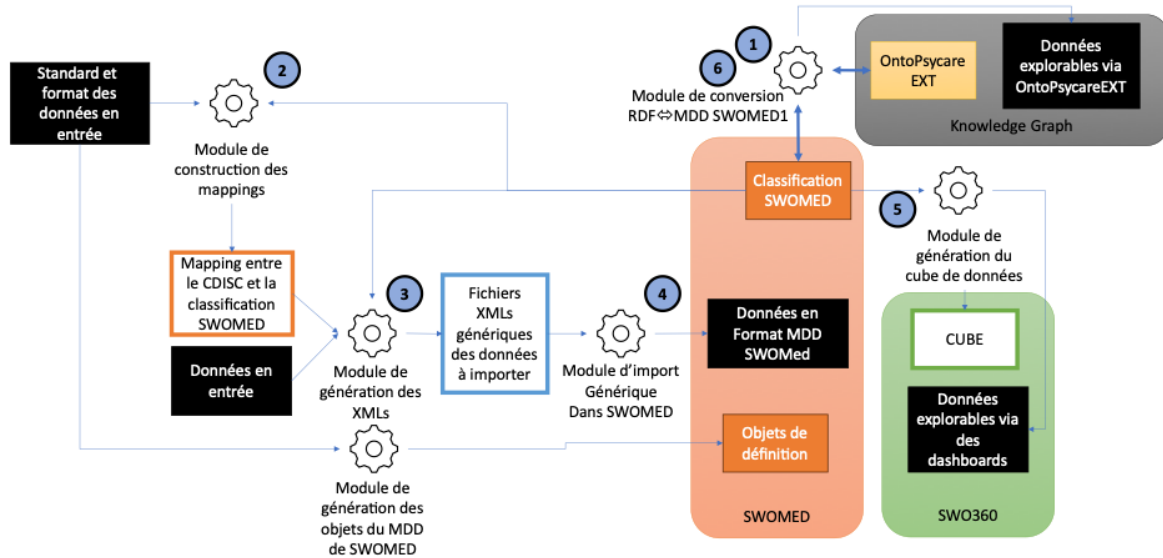 Standard et
format des
données en
entrée
2
Module de
construction des
mappings
1
6
Module de conversion
RDF⇔MDD SWOMED1
OntoPsycare
EXT
Données
explorables via
OntoPsycareEXT
Knowledge Graph
Classification
SWOMED
5
Module de
génération du
cube de données
Mapping entre
le CDISC et la
classification
SWOMED
Données en
entrée
3
Module de
génération des
XMLs
Fichiers
XMLs
génériques
des données
à importer
4
Module d'import
Générique
Dans SWOMED
Données en
Format MDD
SWOMed
CUBE
Données
explorables via
des
dashboards
Objets de
définition
Module de
génération des
objets du MDD
de SWOMED
SWOMED
SWO360